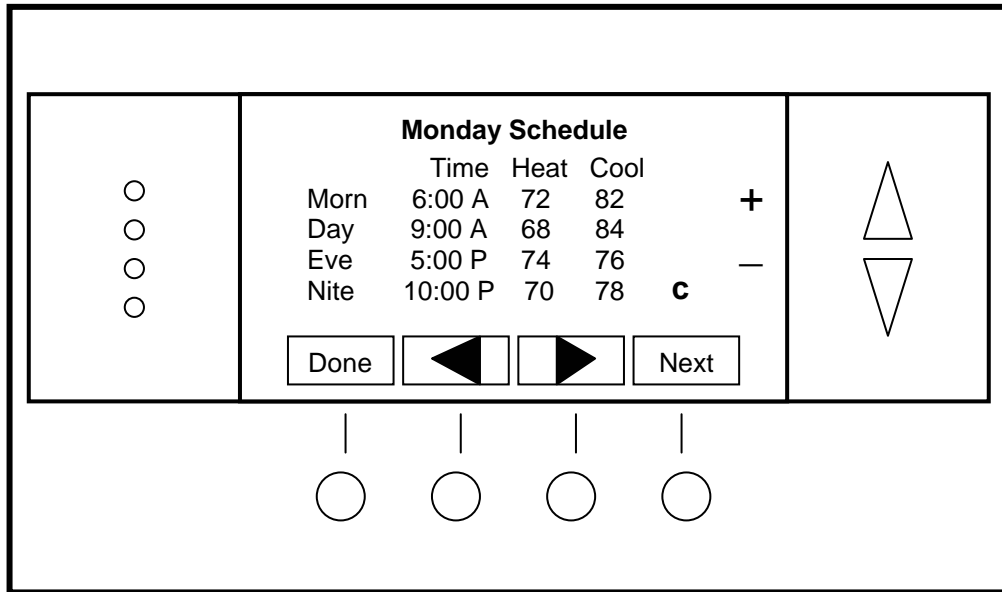 Monday Schedule
Time Heat Cool
Morn 6:00 A 72 82 +
Day 9:00 A 68 84
Eve 5:00 P 74 76 –
Nite 10:00 P 70 78 c
Done Next